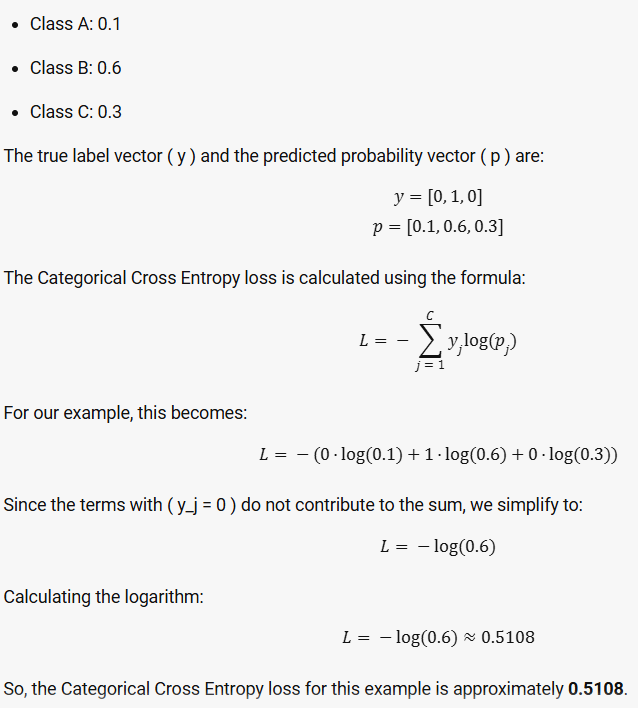 • Class A: 0.1
• Class B: 0.6
• Class C: 0.3
The true label vector ( y ) and the predicted probability vector ( p ) are:
y = [0, 1, 0]
p = [0.1, 0.6, 0.3]
The Categorical Cross Entropy loss is calculated using the formula:
L = − ∑_{j = 1}^{C} y_j log(p_j)
For our example, this becomes:
L = − (0 · log(0.1) + 1 · log(0.6) + 0 · log(0.3))
Since the terms with ( y_j = 0 ) do not contribute to the sum, we simplify to:
L = − log(0.6)
Calculating the logarithm:
L = − log(0.6) ≈ 0.5108
So, the Categorical Cross Entropy loss for this example is approximately 0.5108.